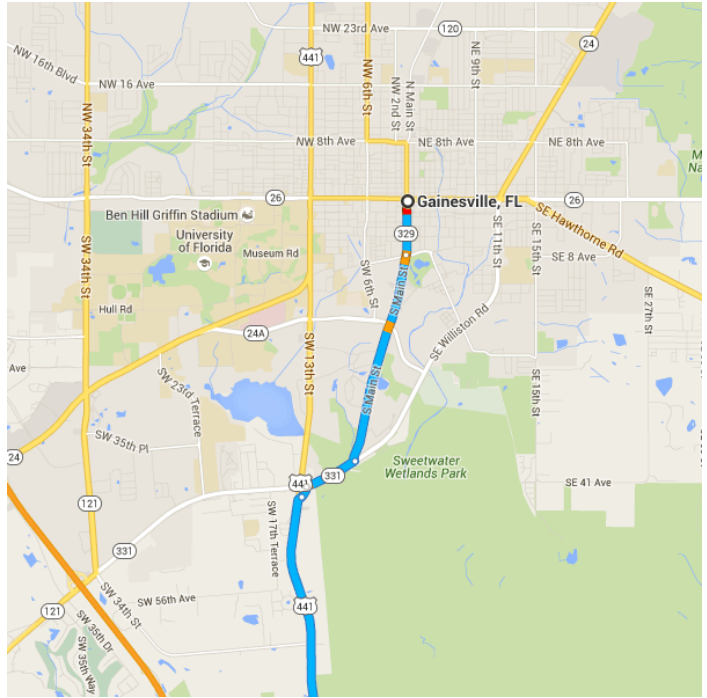 NW 23rd Ave
120
24
441
NW 16th Blvd
NW 16 Ave
NW 34th St
NW 6th St
NW 2nd St
N Main St
NE 9th St
NW 8th Ave
NE 8th Ave
NE 8th Ave
26
Gainesville, FL
26
Ben Hill Griffin Stadium
University
of Florida
Museum Rd
329
SE Hawthorne Rd
SW 34th St
SW 6th St
S Main St
SE 11th St
SE 15th St
SE 8 Ave
Hull Rd
24A
SW 13th St
SE Williston Rd
SE 27th St
Ave
SW 23rd Terrace
S Main St
SE 15th St
SW 35th Pl
24
Sweetwater
Wetlands Park
441
331
SE 41 Ave
121
SW 17th Terrace
331
SW 56th Ave
441
121
SW 34th St
SW 35th Dr
SW 35th Way